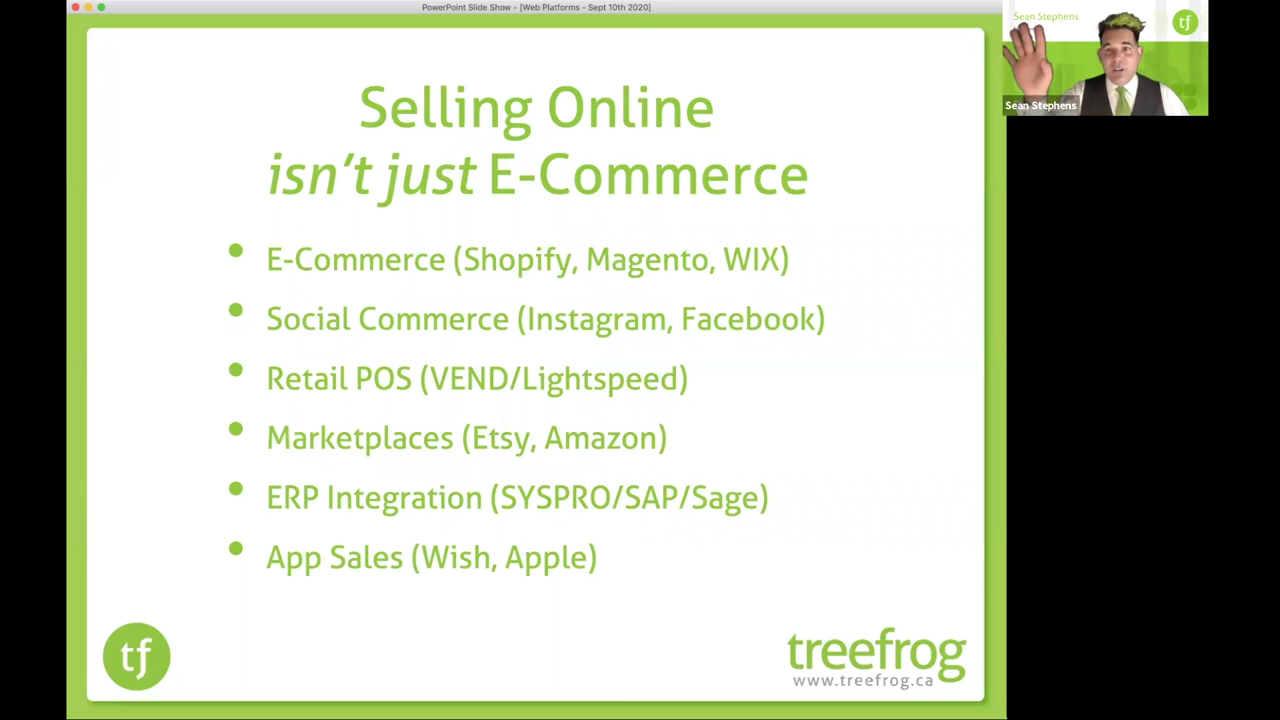 PowerPoint Slide Show - [Web Platforms - Sept 10th 2020]
Sean Stephens
tf
Sean Stephens
Selling Online
isn't just E-Commerce
• E-Commerce (Shopify, Magento, WIX)
• Social Commerce (Instagram, Facebook)
• Retail POS (VEND/Lightspeed)
• Marketplaces (Etsy, Amazon)
• ERP Integration (SYSPRO/SAP/Sage)
• App Sales (Wish, Apple)
tf
treefrog
www.treefrog.ca